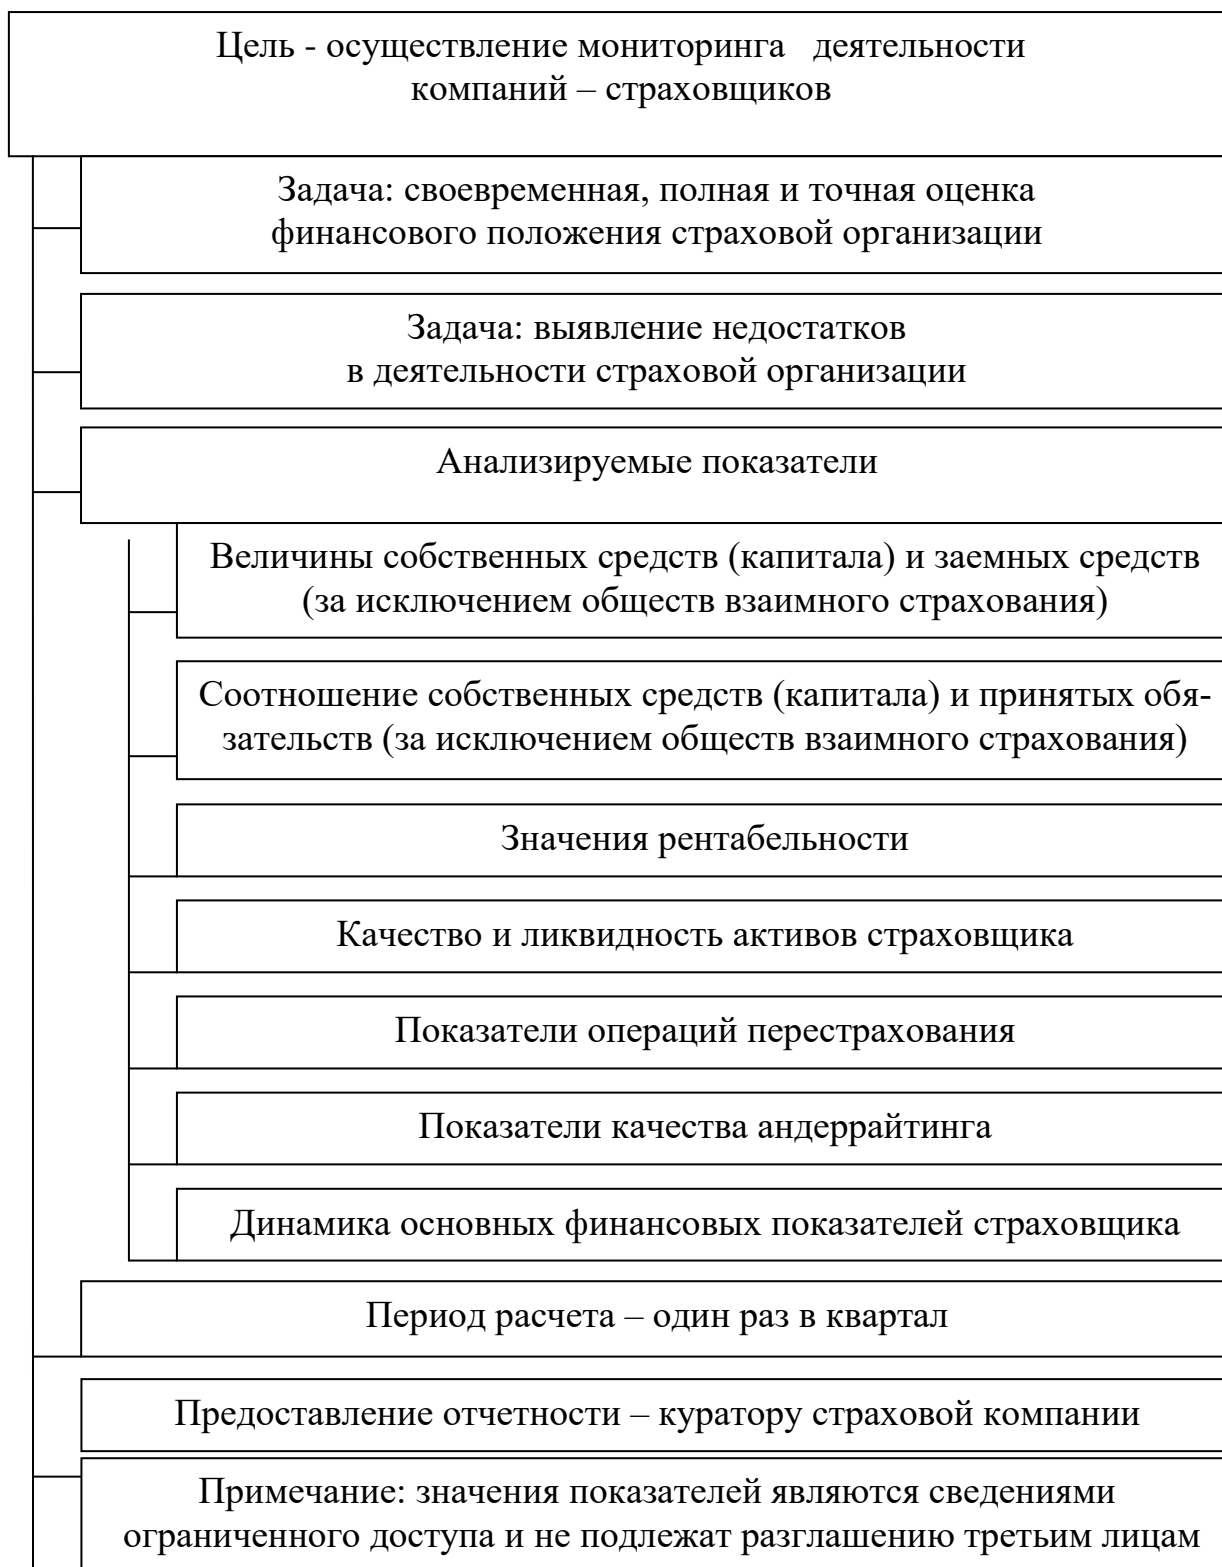 Цель - осуществление мониторинга деятельности
компаний – страховщиков
Задача: своевременная, полная и точная оценка
финансового положения страховой организации
Задача: выявление недостатков
в деятельности страховой организации
Анализируемые показатели
Величины собственных средств (капитала) и заемных средств
(за исключением обществ взаимного страхования)
Соотношение собственных средств (капитала) и принятых обя-
зательств (за исключением обществ взаимного страхования)
Значения рентабельности
Качество и ликвидность активов страховщика
Показатели операций перестрахования
Показатели качества андеррайтинга
Динамика основных финансовых показателей страховщика
Период расчета – один раз в квартал
Предоставление отчетности – куратору страховой компании
Примечание: значения показателей являются сведениями
ограниченного доступа и не подлежат разглашению третьим лицам